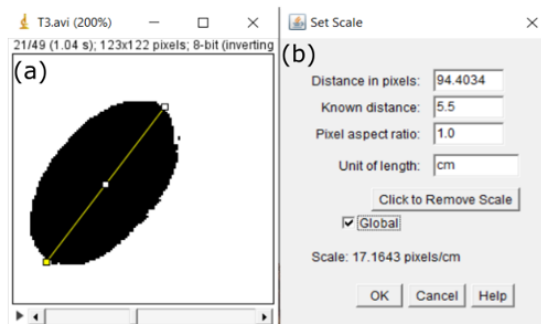 T3.avi (200%)
21/49 (1.04 s); 123x122 pixels; 8-bit (inverting
(a)
Set Scale
(b)
Distance in pixels: 94.4034
Known distance: 5.5
Pixel aspect ratio: 1.0
Unit of length: cm
Click to Remove Scale
Global
Scale: 17.1643 pixels/cm
OK Cancel Help